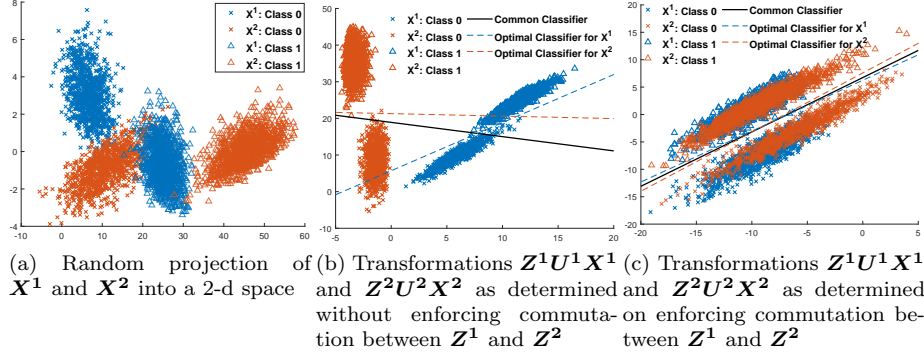 X¹: Class 0
X²: Class 0
X¹: Class 1
X²: Class 1
8
6
4
2
0
-2
-4
0 10 20 30 40 50 60
X¹: Class 0
X²: Class 0
X¹: Class 1
X²: Class 1
Common Classifier
Optimal Classifier for X¹
Optimal Classifier for X²
50
40
30
20
10
0
-10
-5 0 5 10 15 20
X¹: Class 0
X²: Class 0
X¹: Class 1
X²: Class 1
Common Classifier
Optimal Classifier for X¹
Optimal Classifier for X²
20
15
10
5
0
-5
-10
-15
-20
-20 -15 -10 -5 0 5
(a) Random projection of
X¹ and X² into a 2-d space
(b) Transformations Z¹U¹X¹
and Z²U²X² as determined
without enforcing commuta-
tion between Z¹ and Z²
(c) Transformations Z¹U¹X¹
and Z²U²X² as determined
on enforcing commutation be-
tween Z¹ and Z²